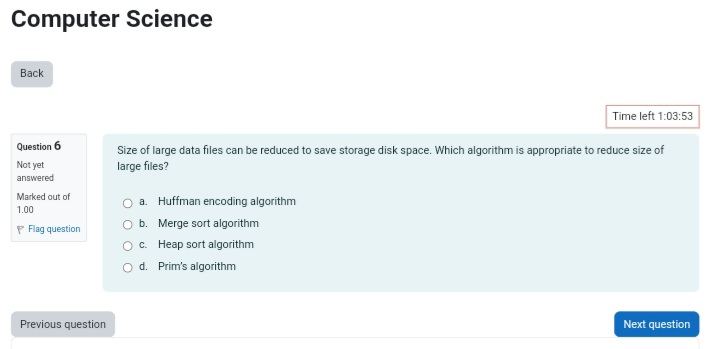 Computer Science
Back
Time left 1:03:53
Question 6
Not yet
answered
Marked out of
1.00
Flag question
Size of large data files can be reduced to save storage disk space. Which algorithm is appropriate to reduce size of
large files?
a. Huffman encoding algorithm
b. Merge sort algorithm
c. Heap sort algorithm
d. Prim's algorithm
Previous question
Next question